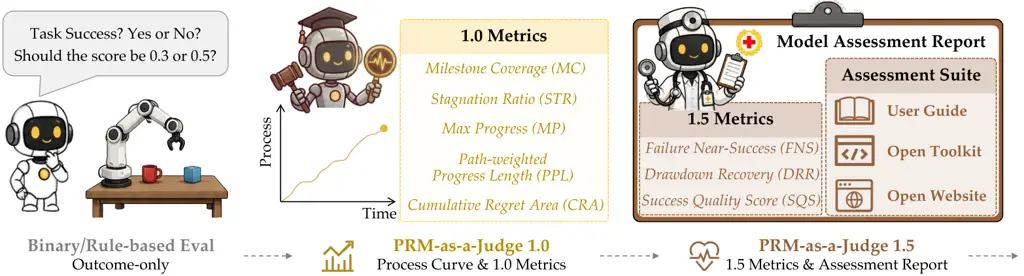 Task Success? Yes or No?
Should the score be 0.3 or 0.5?
Binary/Rule-based Eval
Outcome-only
Process
Time
1.0 Metrics
Milestone Coverage (MC)
Stagnation Ratio (STR)
Max Progress (MP)
Path-weighted
Progress Length (PPL)
Cumulative Regret Area (CRA)
PRM-as-a-Judge 1.0
Process Curve & 1.0 Metrics
Model Assessment Report
1.5 Metrics
Failure Near-Success (FNS)
Drawdown Recovery (DRR)
Success Quality Score (SQS)
Assessment Suite
User Guide
Open Toolkit
Open Website
PRM-as-a-Judge 1.5
1.5 Metrics & Assessment Report